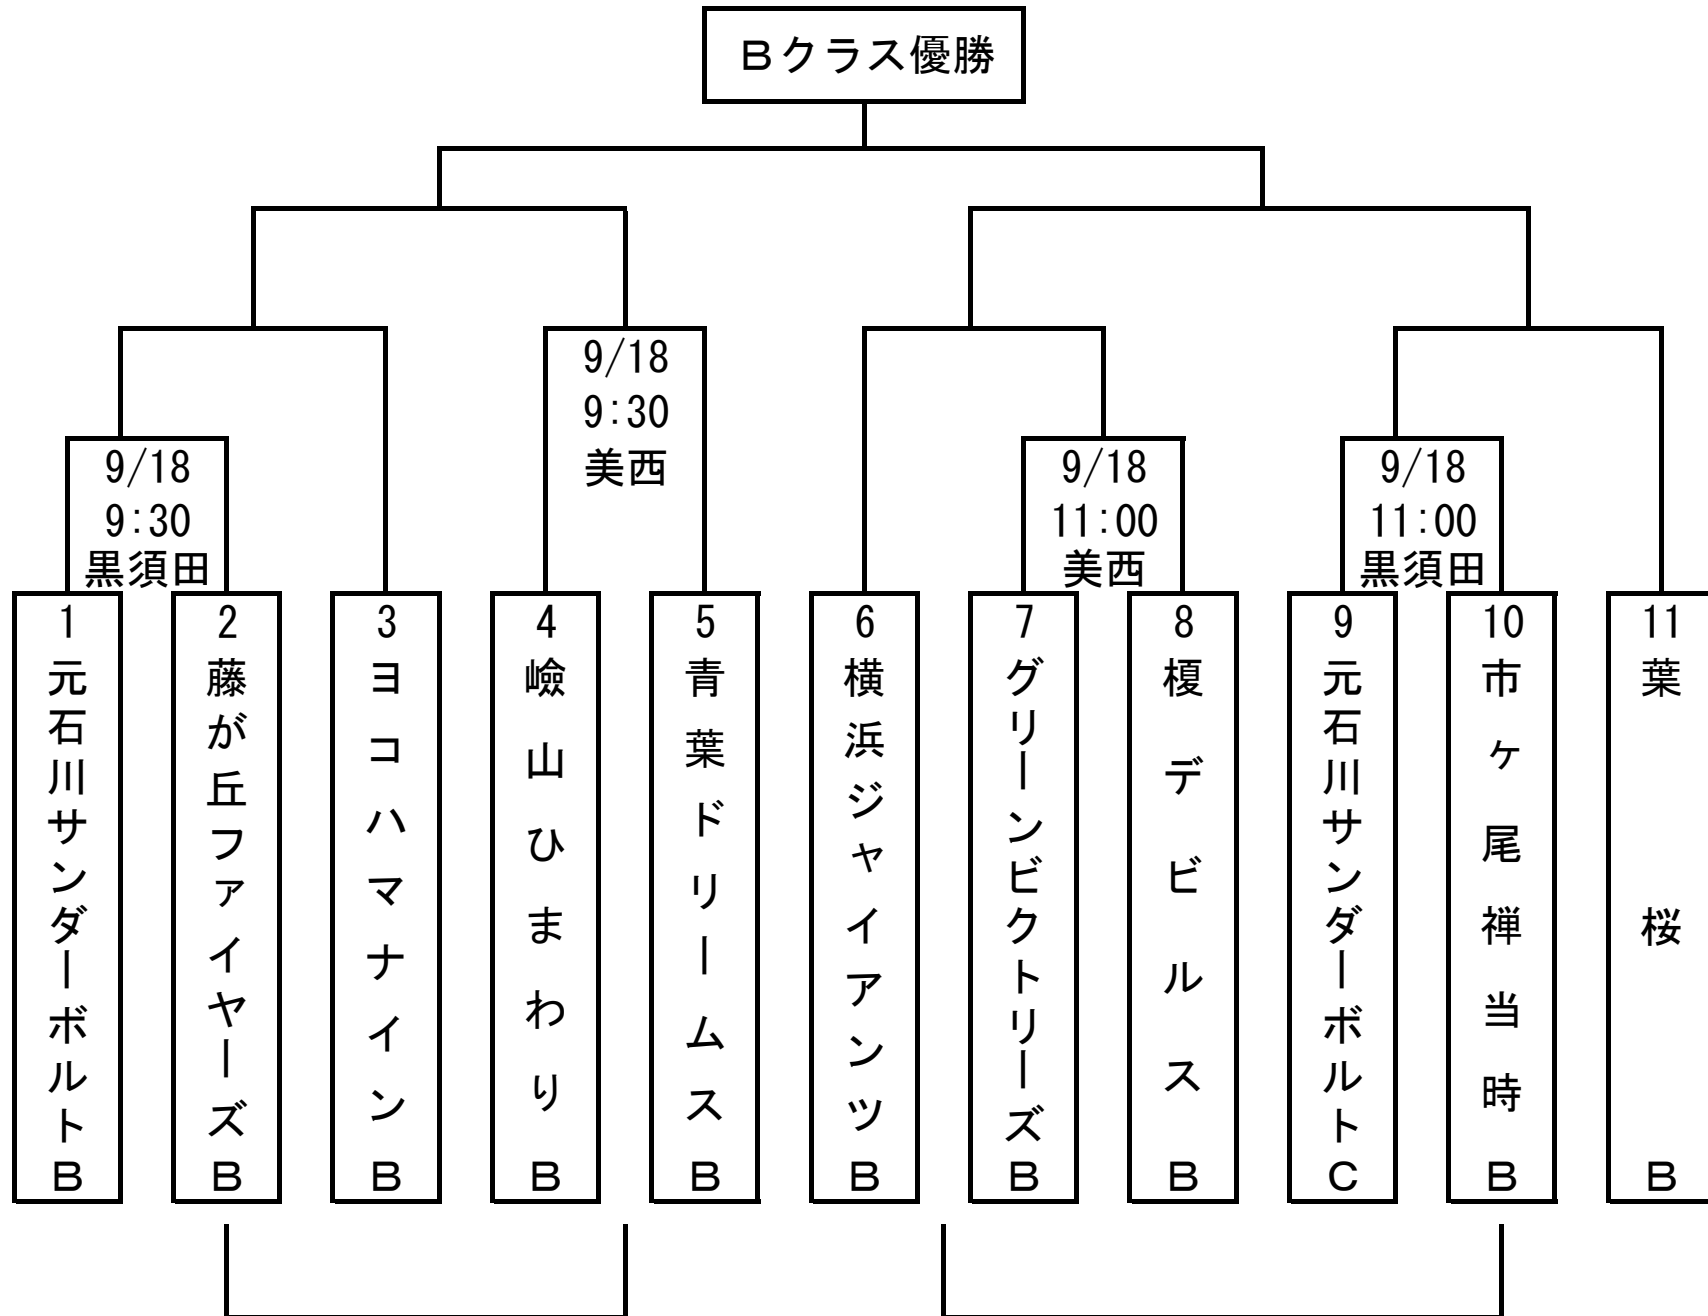 Bクラス優勝
9/18
9:30
美西
9/18
9:30
黒須田
9/18
11:00
美西
9/18
11:00
黒須田
1
元石川サンダーボルトB
2
藤が丘ファイヤーズB
3
ヨコハマナインB
4
嶮山ひまわりB
5
青葉ドリームスB
6
横浜ジャイアンツB
7
グリーンビクトリーズB
8
榎デビルスB
9
元石川サンダーボルトC
10
市ヶ尾禅当時B
11
葉桜B